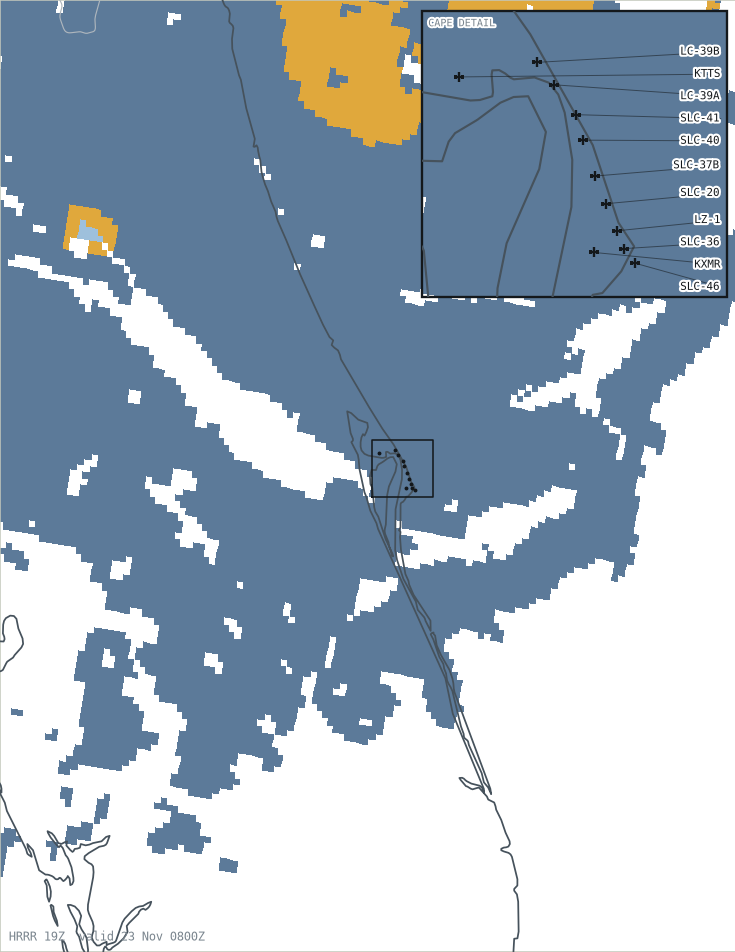 CAPE DETAIL
LC-39B
KTTS
LC-39A
SLC-41
SLC-40
SLC-37B
SLC-20
LZ-1
SLC-36
KXMR
SLC-46
HRRR 19Z  valid 23 Nov 0800Z